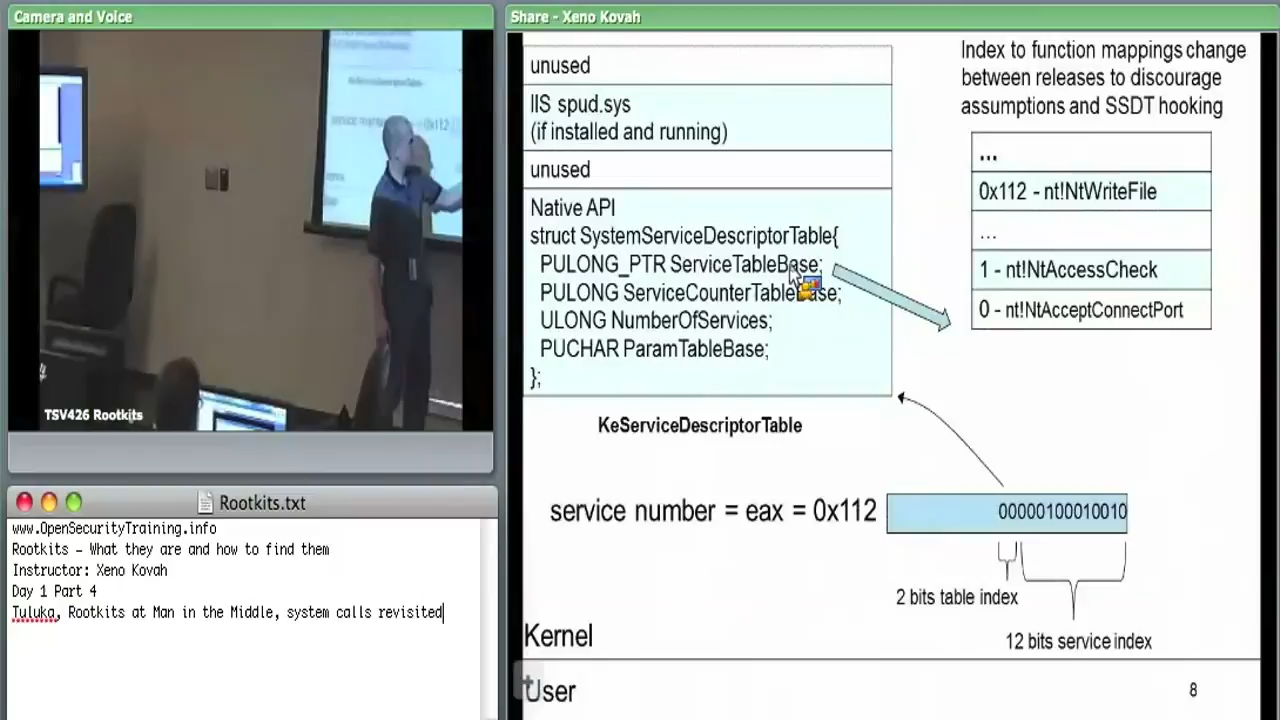 Camera and Voice
TSV426 Rootkits
Rootkits.txt
www.OpenSecurityTraining.info
Rootkits - What they are and how to find them
Instructor: Xeno Kovah
Day 1 Part 4
Tuluka, Rootkits at Man in the Middle, system calls revisited
Share - Xeno Kovah
unused
IIS spud.sys
(if installed and running)
unused
Native API
struct SystemServiceDescriptorTable{
PULONG_PTR ServiceTableBase;
PULONG ServiceCounterTableBase;
ULONG NumberOfServices;
PUCHAR ParamTableBase;
};
KeServiceDescriptorTable
Index to function mappings change
between releases to discourage
assumptions and SSDT hooking
...
0x112 - nt!NtWriteFile
...
1 - nt!NtAccessCheck
0 - nt!NtAcceptConnectPort
service number = eax = 0x112
00000100010010
2 bits table index
12 bits service index
Kernel
User
8